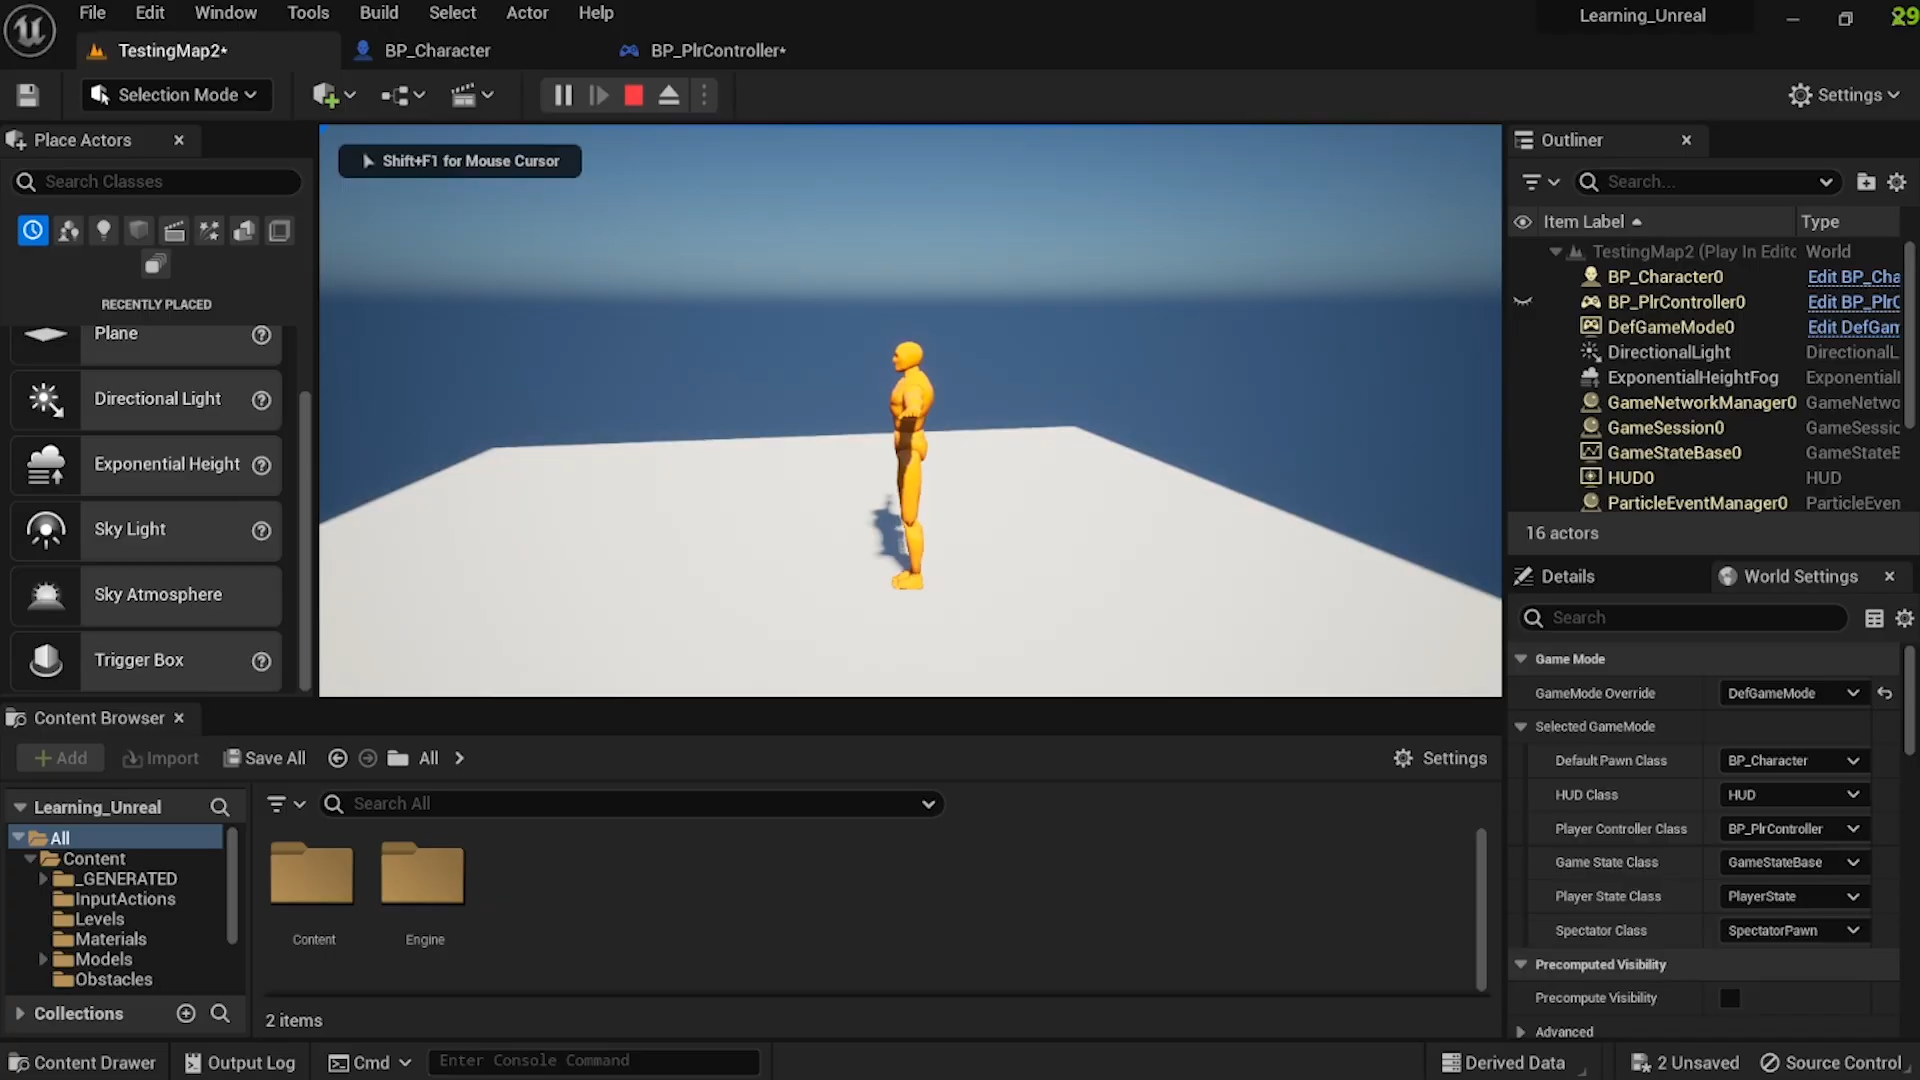 File Edit Window Tools Build Select Actor Help
Learning_Unreal
29
TestingMap2*
BP_Character
BP_PlrController*
Selection Mode
Settings
Place Actors
Search Classes
RECENTLY PLACED
Plane
Directional Light
Exponential Height
Sky Light
Sky Atmosphere
Trigger Box
Shift+F1 for Mouse Cursor
Outliner
Search...
Item Label
Type
TestingMap2 (Play In Edito
World
BP_Character0
Edit BP_Cha
BP_PlrController0
Edit BP_PlrC
DefGameMode0
Edit DefGam
DirectionalLight
DirectionalL
ExponentialHeightFog
Exponential
GameNetworkManager0
GameNetwo
GameSession0
GameSessic
GameStateBase0
GameStateB
HUD0
HUD
ParticleEventManager0
ParticleEven
16 actors
Details
World Settings
Search
Game Mode
GameMode Override
DefGameMode
Selected GameMode
Default Pawn Class
BP_Character
HUD Class
HUD
Player Controller Class
BP_PlrController
Game State Class
GameStateBase
Player State Class
PlayerState
Spectator Class
SpectatorPawn
Precomputed Visibility
Precompute Visibility
Advanced
Content Browser
Add
Import
Save All
All
Settings
Learning_Unreal
Search All
All
Content
_GENERATED
InputActions
Levels
Materials
Models
Obstacles
Collections
Content
Engine
2 items
Content Drawer
Output Log
Cmd
Enter Console Command
Derived Data
2 Unsaved
Source Control